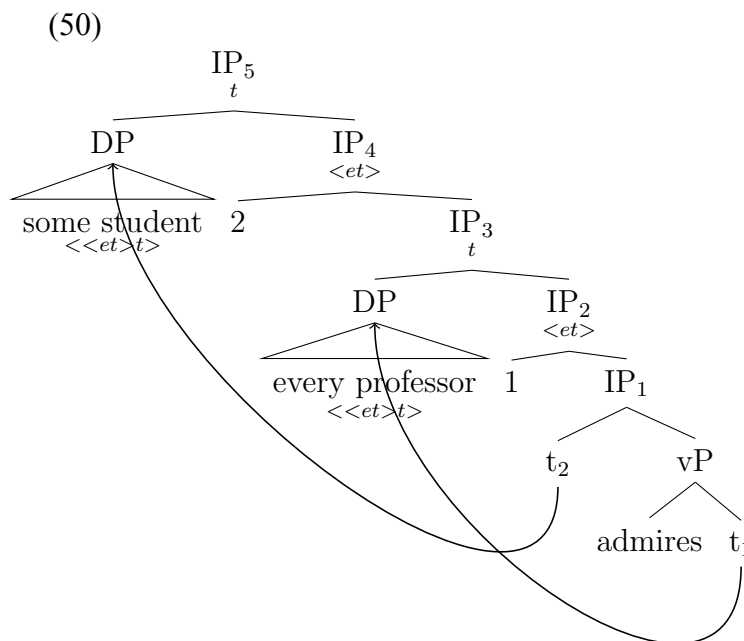 (50)
IP₅
t
DP IP₄
<et>
some student 2 IP₃
<<et>t> t
DP IP₂
<et>
every professor 1 IP₁
<<et>t>
t₂ vP
admires t₁